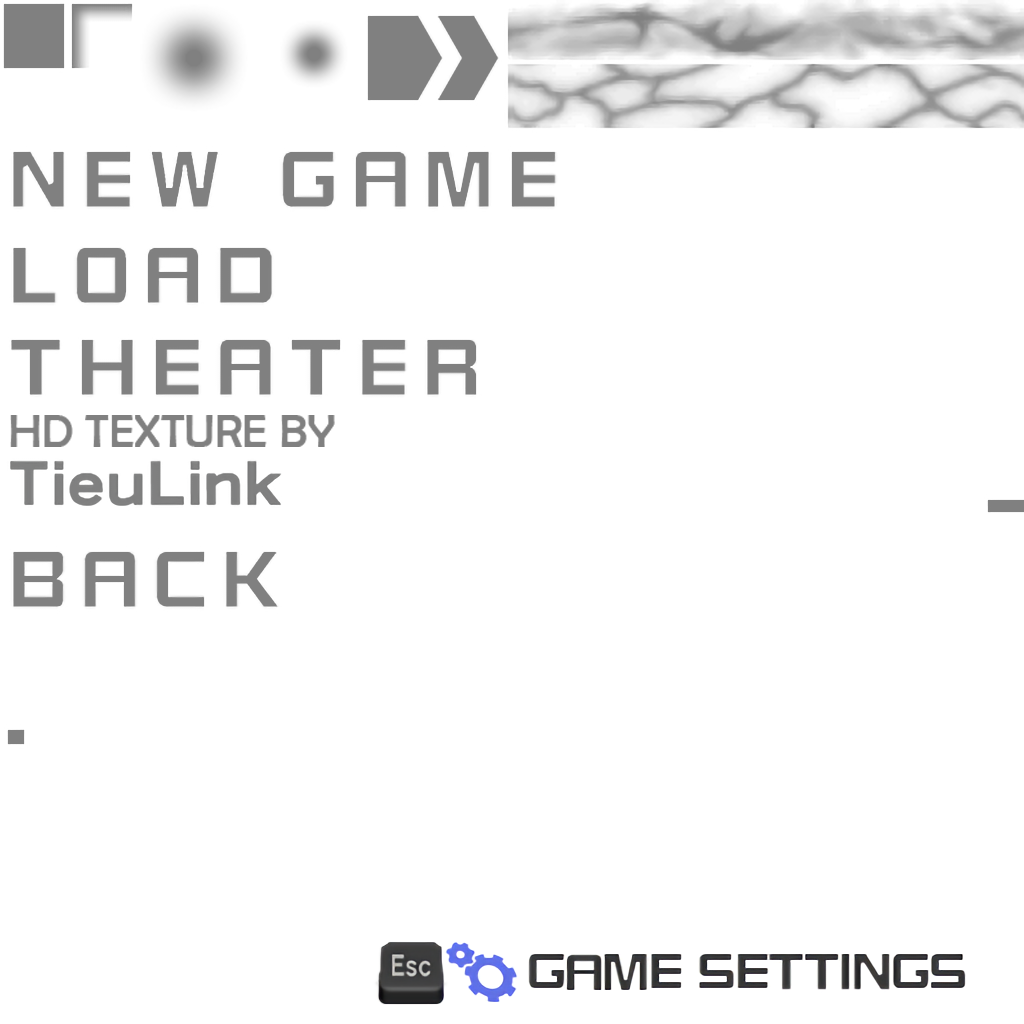 NEW GAME
LOAD
THEATER
HD TEXTURE BY
TieuLink
BACK
Esc GAME SETTINGS